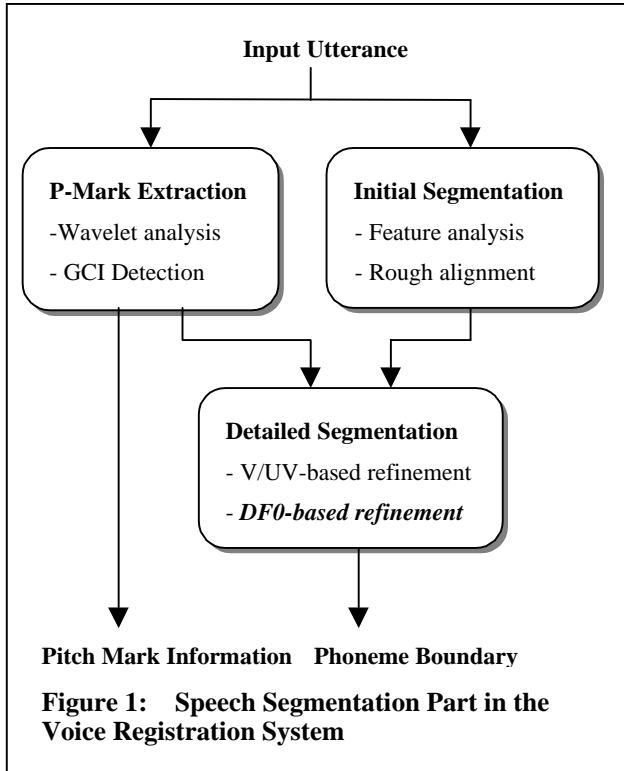 Input Utterance
P-Mark Extraction
-Wavelet analysis
- GCI Detection
Initial Segmentation
- Feature analysis
- Rough alignment
Detailed Segmentation
- V/UV-based refinement
- DF0-based refinement
Pitch Mark Information Phoneme Boundary
Figure 1: Speech Segmentation Part in the
Voice Registration System